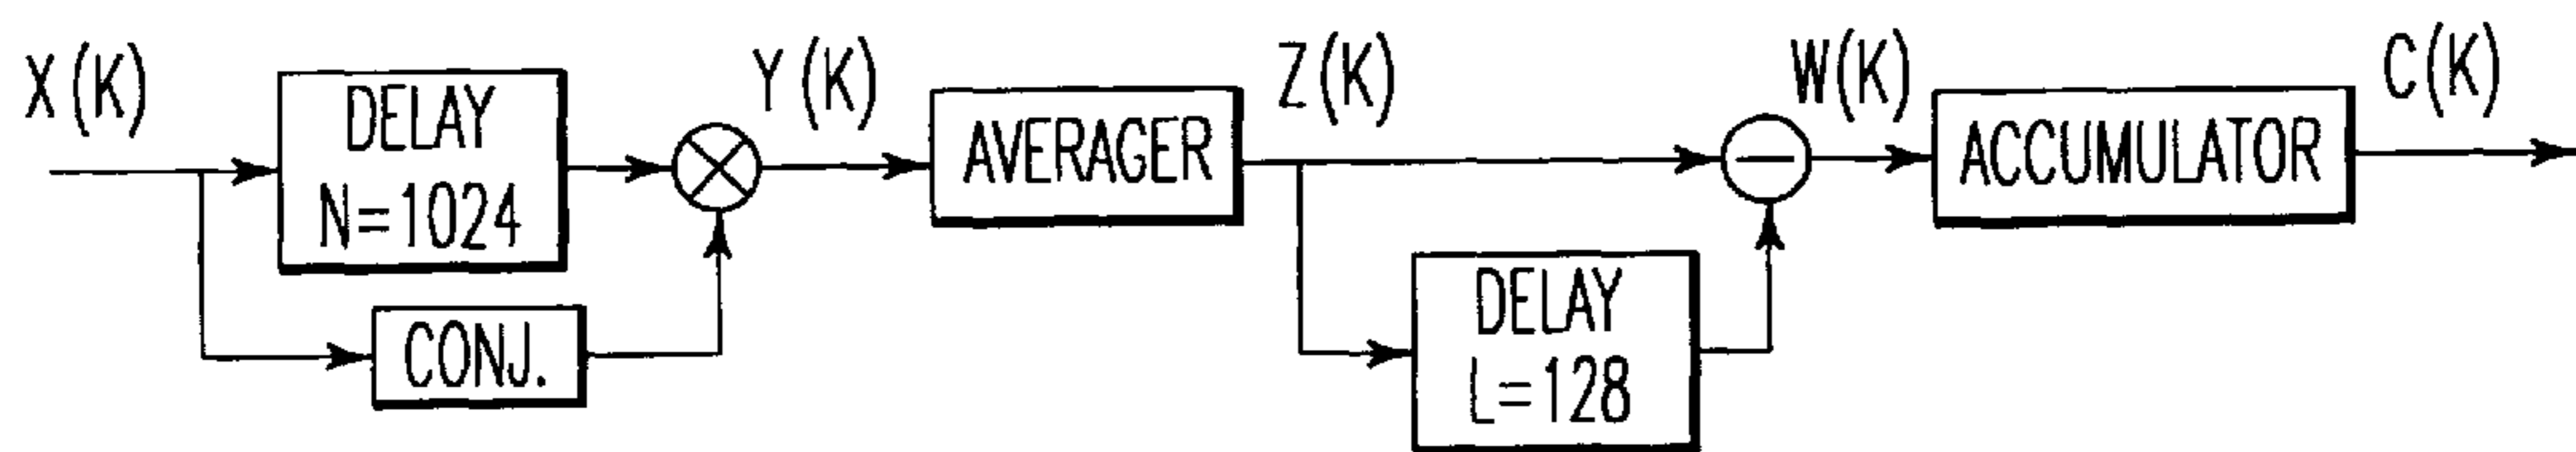 X(K)
DELAY
N=1024
CONJ.
Y(K)
AVERAGER
Z(K)
DELAY
L=128
W(K)
ACCUMULATOR
C(K)